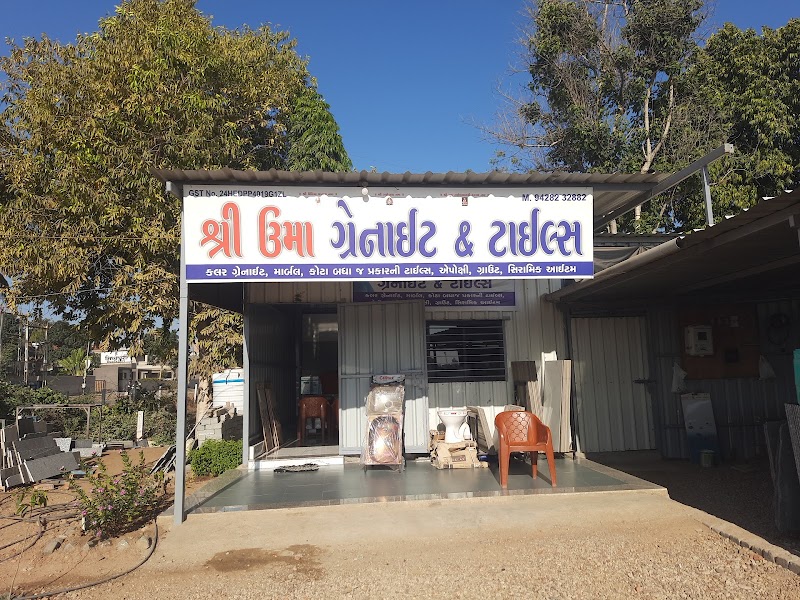 GST No. 24HEDPP4019G1ZL
M. 94282 32882
શ્રી ઉમા ગ્રેનાઈટ & ટાઈલ્સ
કલર ગ્રેનાઈટ, માર્બલ, કોટા બધા જ પ્રકારની ટાઈલ્સ, એપોક્ષી, ગ્રાઉટ, સિરામિક આઈટમ
ગ્રેનાઈટ & ટાઈલ્સ